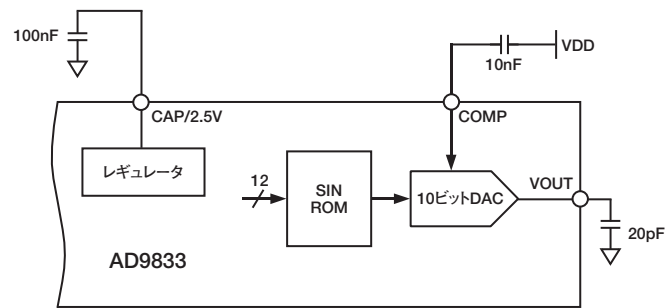 100nF
10nF
VDD
CAP/2.5V
COMP
レギュレータ
12
SIN
ROM
10ビットDAC
VOUT
20pF
AD9833